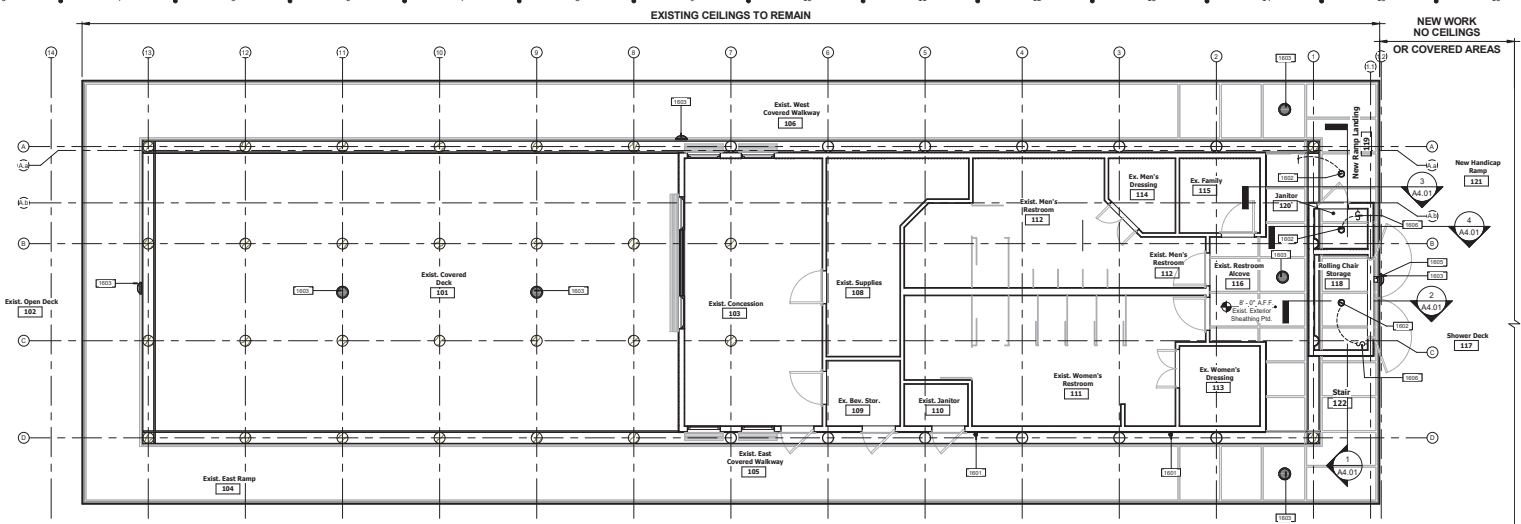 EXISTING CEILINGS TO REMAIN
NEW WORK
NO CEILINGS
OR COVERED AREAS
14
13
12
11
10
9
8
7
6
5
4
3
2
1
1.1
1.2
1603
1603
Exist. West
Covered Walkway
106
New Ramp Landing
119
A
A
A.a
A.a
New Handicap
Ramp
121
Ex. Men's
Dressing
114
Ex. Family
115
1602
3
A4.01
A.b
A.b
Janitor
120
Exist. Men's
Restroom
112
4
A4.01
1606
1602
B
B
1603
Exist. Men's
Restroom
112
Exist. Restroom
Alcove
116
Rolling Chair
Storage
118
1605
1603
Exist. Open Deck
102
1603
1603
Exist. Covered
Deck
101
1603
Exist. Concession
103
Exist. Supplies
108
8' - 0" A.F.F.
Exist. Exterior
Sheathing Ptd.
2
A4.01
1602
Shower Deck
117
C
C
1606
Exist. Women's
Restroom
111
Ex. Women's
Dressing
113
Ex. Bev. Stor.
109
Exist. Janitor
110
Stair
122
D
D
Exist. East
Covered Walkway
105
1601
1601
1
A4.01
Exist. East Ramp
104
1603